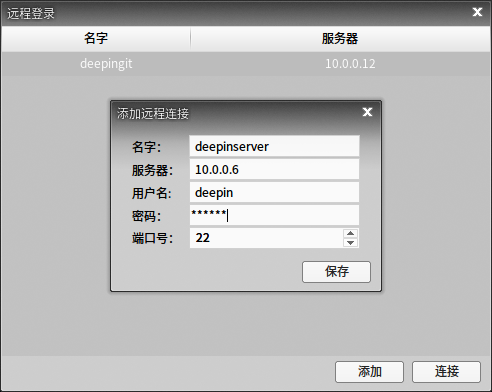 远程登录
名字 服务器
deepingit 10.0.0.12
添加远程连接
名字: deepinserver
服务器: 10.0.0.6
用户名: deepin
密码: ******
端口号: 22
保存
添加 连接